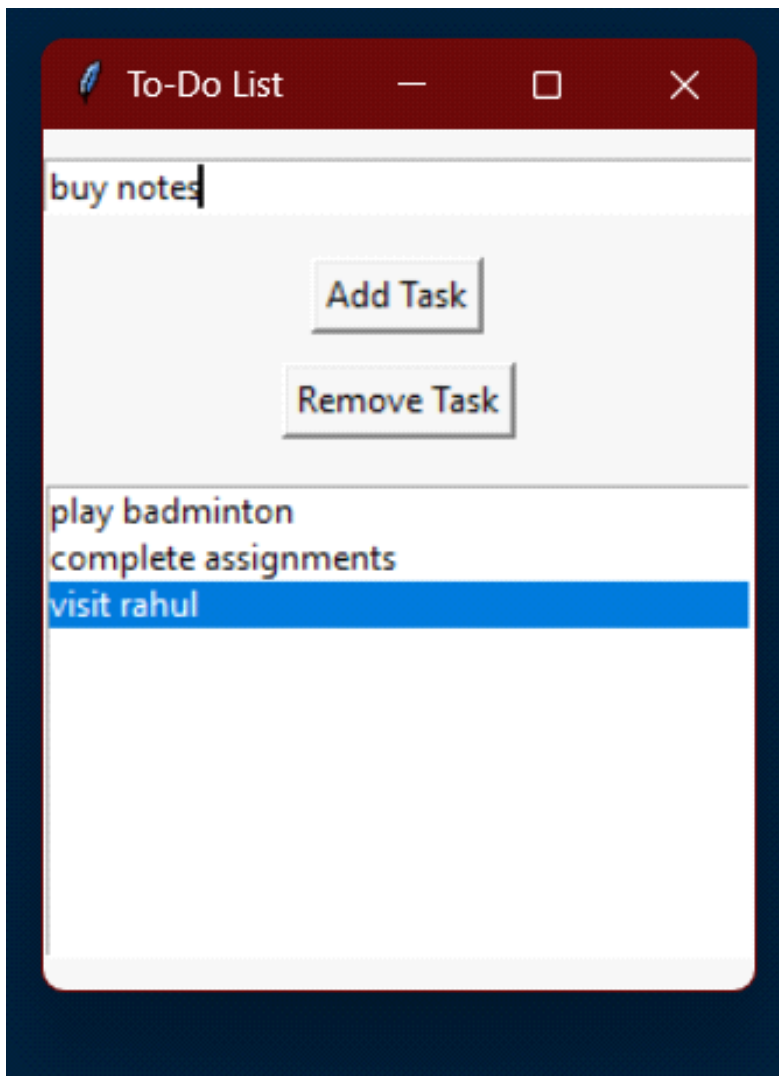 To-Do List
buy notes
Add Task
Remove Task
play badminton
complete assignments
visit rahul